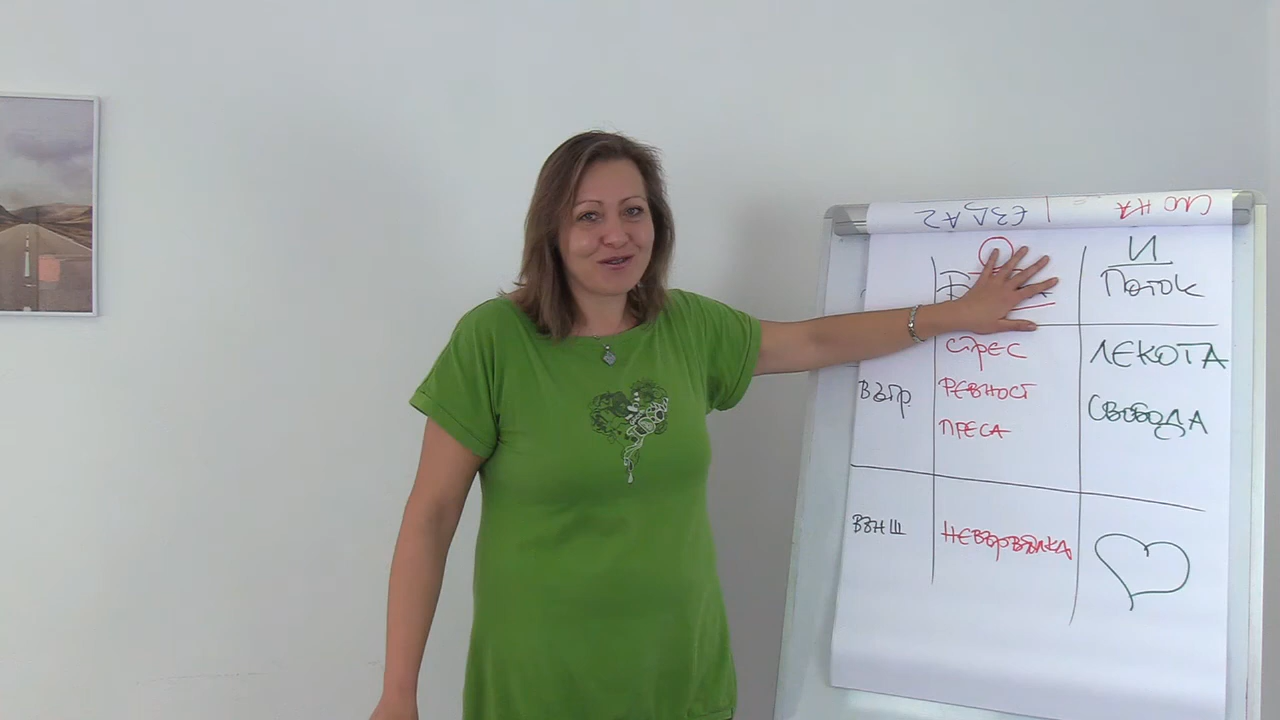 И
Поток
СТРЕС
ЛЕКОТА
ВЪТР.
РЕВНОСТ
СВОБОДА
ПРЕСА
ВЪНШ
НЕВЪРВЯЛКА